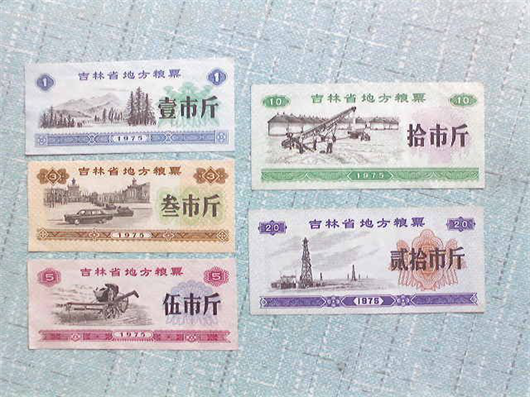 1 吉林省地方粮票 1
壹市斤
1975
3 吉林省地方粮票 3
叁市斤
1975
5 吉林省地方粮票 5
伍市斤
1975
10 吉林省地方粮票 10
拾市斤
1975
20 吉林省地方粮票 20
贰拾市斤
1975